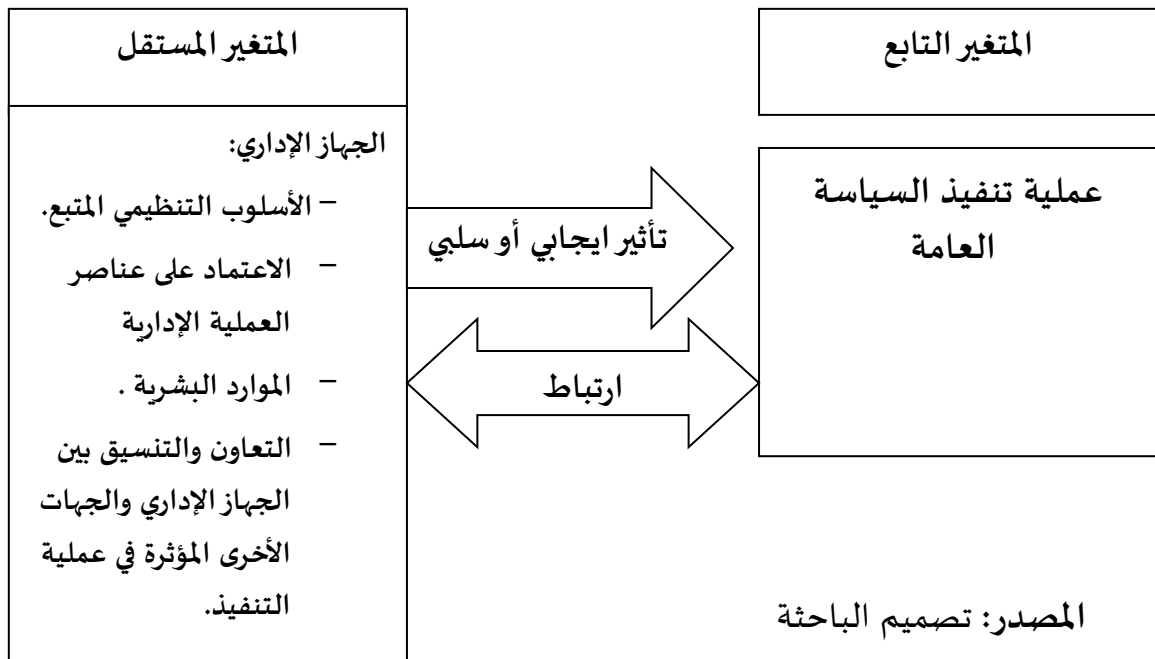 المتغير المستقل
الجهاز الإداري:
– الأسلوب التنظيمي المتبع.
– الاعتماد على عناصر
العملية الإدارية
– الموارد البشرية .
– التعاون والتنسيق بين
الجهاز الإداري والجهات
الأخرى المؤثرة في عملية
التنفيذ.
تأثير ايجابي أو سلبي
ارتباط
المتغير التابع
عملية تنفيذ السياسة
العامة
المصدر: تصميم الباحثة